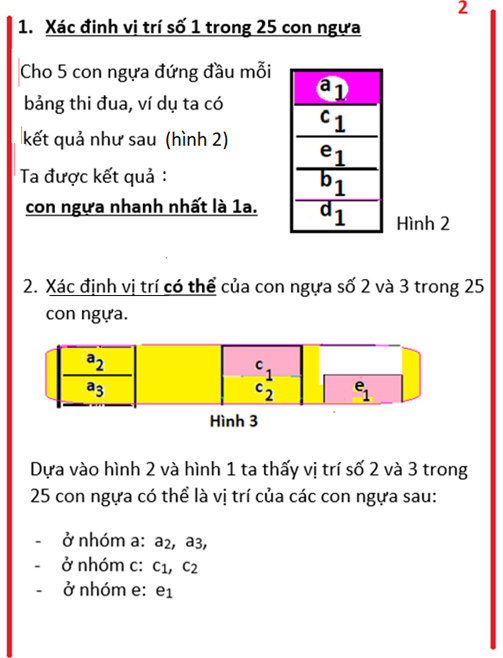 2
1. Xác đinh vị trí số 1 trong 25 con ngựa
Cho 5 con ngựa đứng đầu mỗi
bảng thi đua, ví dụ ta có
kết quả như sau (hình 2)
Ta được kết quả :
con ngựa nhanh nhất là 1a.
a1
c1
e1
b1
d1
Hình 2
2. Xác định vị trí có thể của con ngựa số 2 và 3 trong 25
con ngựa.
a2
a3
c1
c2
e1
Hình 3
Dựa vào hình 2 và hình 1 ta thấy vị trí số 2 và 3 trong
25 con ngựa có thể là vị trí của các con ngựa sau:
- ở nhóm a: a2, a3,
- ở nhóm c: c1, c2
- ở nhóm e: e1